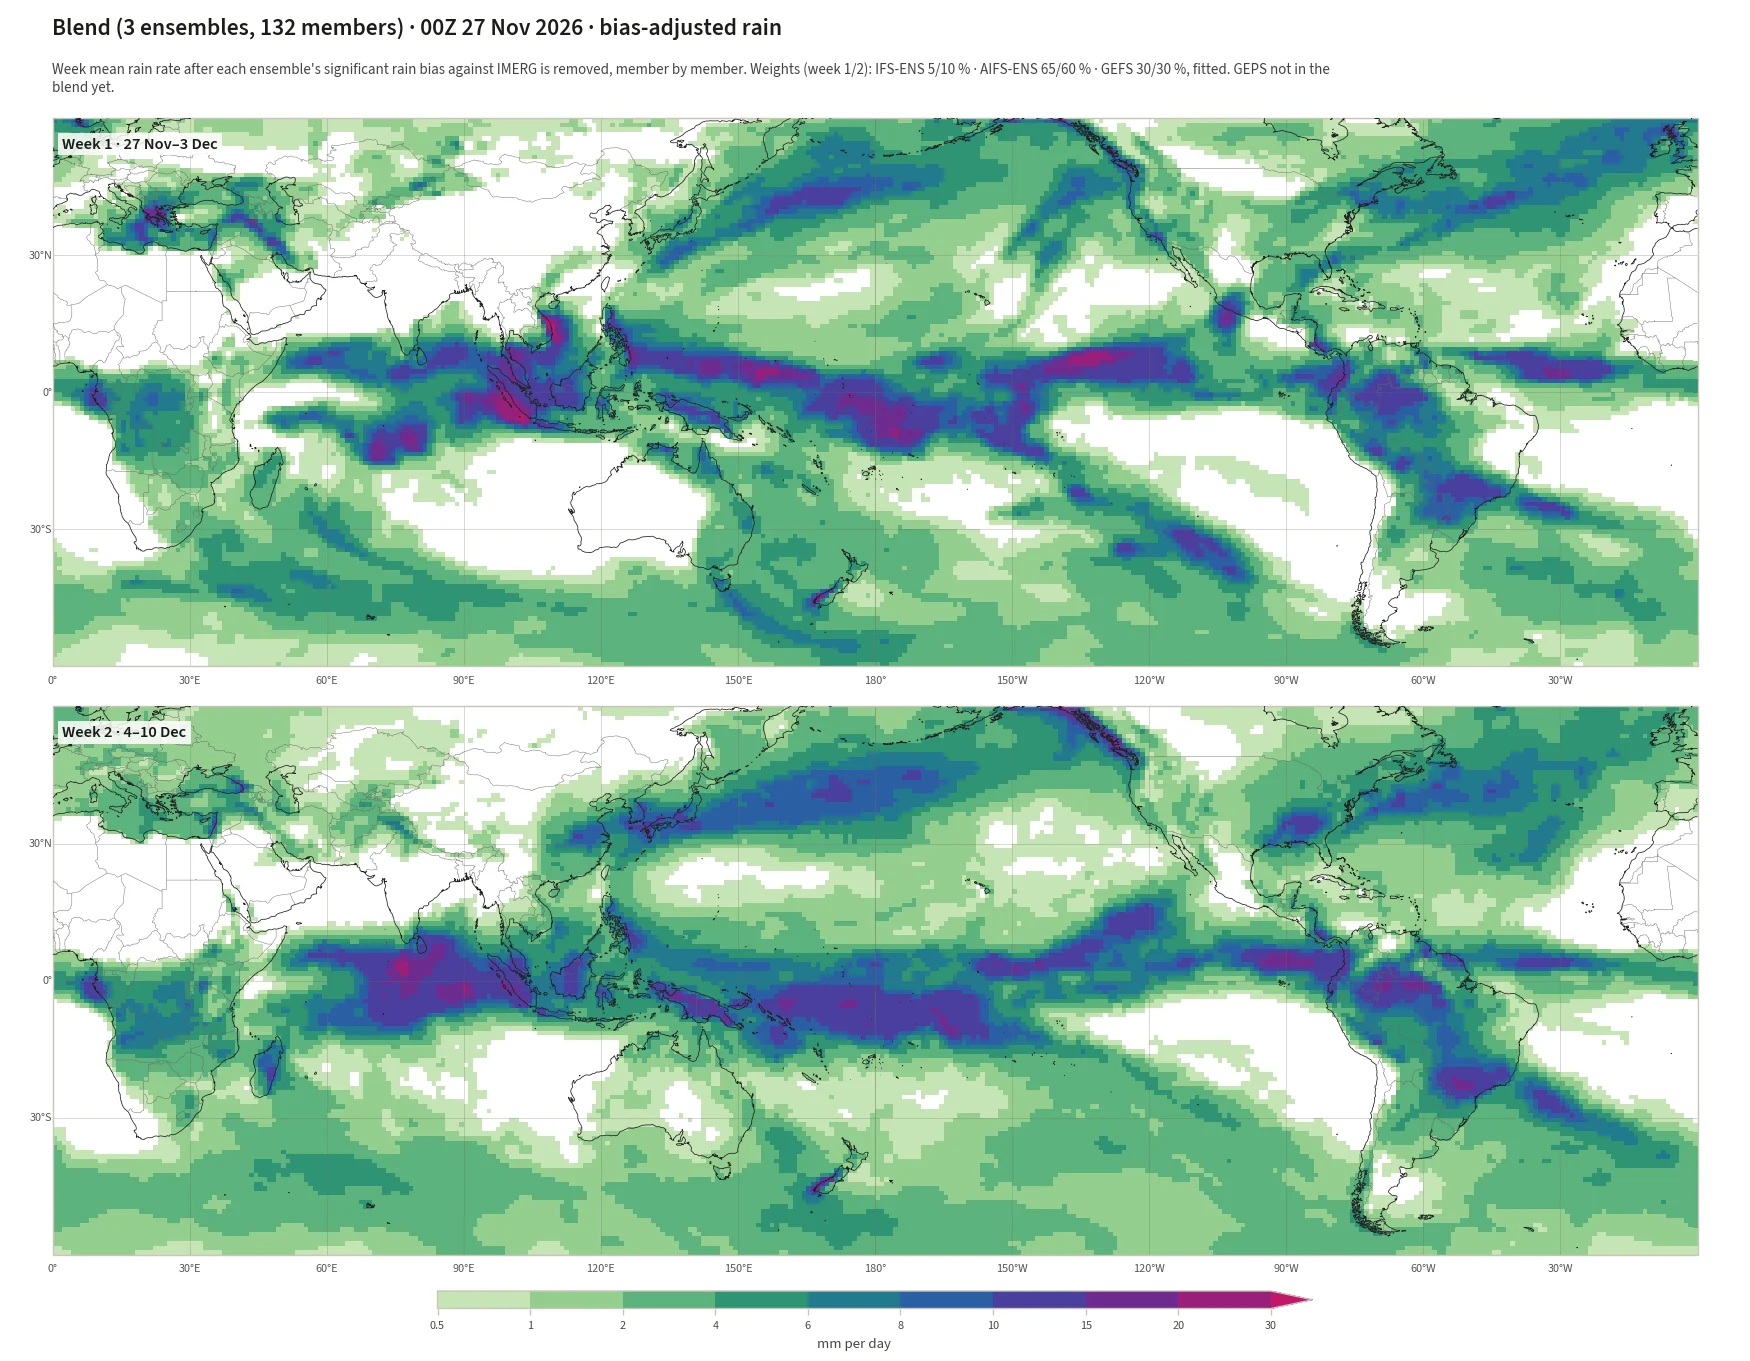 Blend (3 ensembles, 132 members) · 00Z 27 Nov 2026 · bias-adjusted rain
Week mean rain rate after each ensemble's significant rain bias against IMERG is removed, member by member. Weights (week 1/2): IFS-ENS 5/10 % · AIFS-ENS 65/60 % · GEFS 30/30 %, fitted. GEPS not in the
blend yet.
Week 1 · 27 Nov–3 Dec
30°N
0°
30°S
0° 30°E 60°E 90°E 120°E 150°E 180° 150°W 120°W 90°W 60°W 30°W
Week 2 · 4–10 Dec
30°N
0°
30°S
0° 30°E 60°E 90°E 120°E 150°E 180° 150°W 120°W 90°W 60°W 30°W
0.5 1 2 4 6 8 10 15 20 30
mm per day